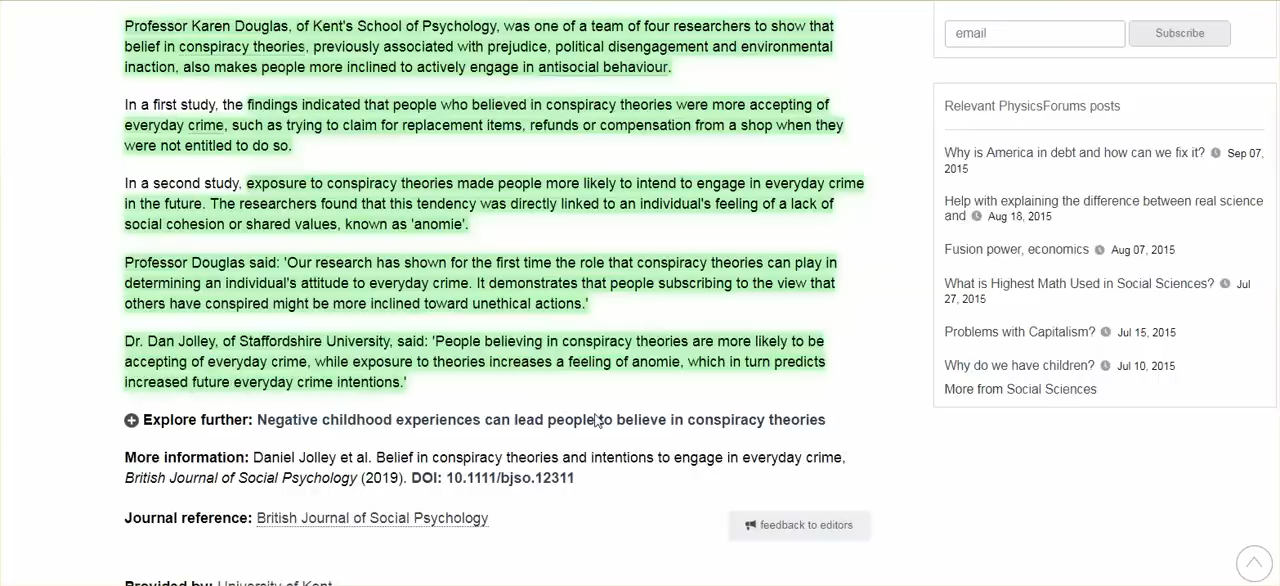 Professor Karen Douglas, of Kent's School of Psychology, was one of a team of four researchers to show that
belief in conspiracy theories, previously associated with prejudice, political disengagement and environmental
inaction, also makes people more inclined to actively engage in antisocial behaviour.
In a first study, the findings indicated that people who believed in conspiracy theories were more accepting of
everyday crime, such as trying to claim for replacement items, refunds or compensation from a shop when they
were not entitled to do so.
In a second study, exposure to conspiracy theories made people more likely to intend to engage in everyday crime
in the future. The researchers found that this tendency was directly linked to an individual's feeling of a lack of
social cohesion or shared values, known as 'anomie'.
Professor Douglas said: 'Our research has shown for the first time the role that conspiracy theories can play in
determining an individual's attitude to everyday crime. It demonstrates that people subscribing to the view that
others have conspired might be more inclined toward unethical actions.'
Dr. Dan Jolley, of Staffordshire University, said: 'People believing in conspiracy theories are more likely to be
accepting of everyday crime, while exposure to theories increases a feeling of anomie, which in turn predicts
increased future everyday crime intentions.'
Explore further: Negative childhood experiences can lead people to believe in conspiracy theories
More information: Daniel Jolley et al. Belief in conspiracy theories and intentions to engage in everyday crime,
British Journal of Social Psychology (2019). DOI: 10.1111/bjso.12311
Journal reference: British Journal of Social Psychology
feedback to editors
Provided by: University of Kent
email
Subscribe
Relevant PhysicsForums posts
Why is America in debt and how can we fix it? Sep 07,
2015
Help with explaining the difference between real science
and Aug 18, 2015
Fusion power, economics Aug 07, 2015
What is Highest Math Used in Social Sciences? Jul
27, 2015
Problems with Capitalism? Jul 15, 2015
Why do we have children? Jul 10, 2015
More from Social Sciences